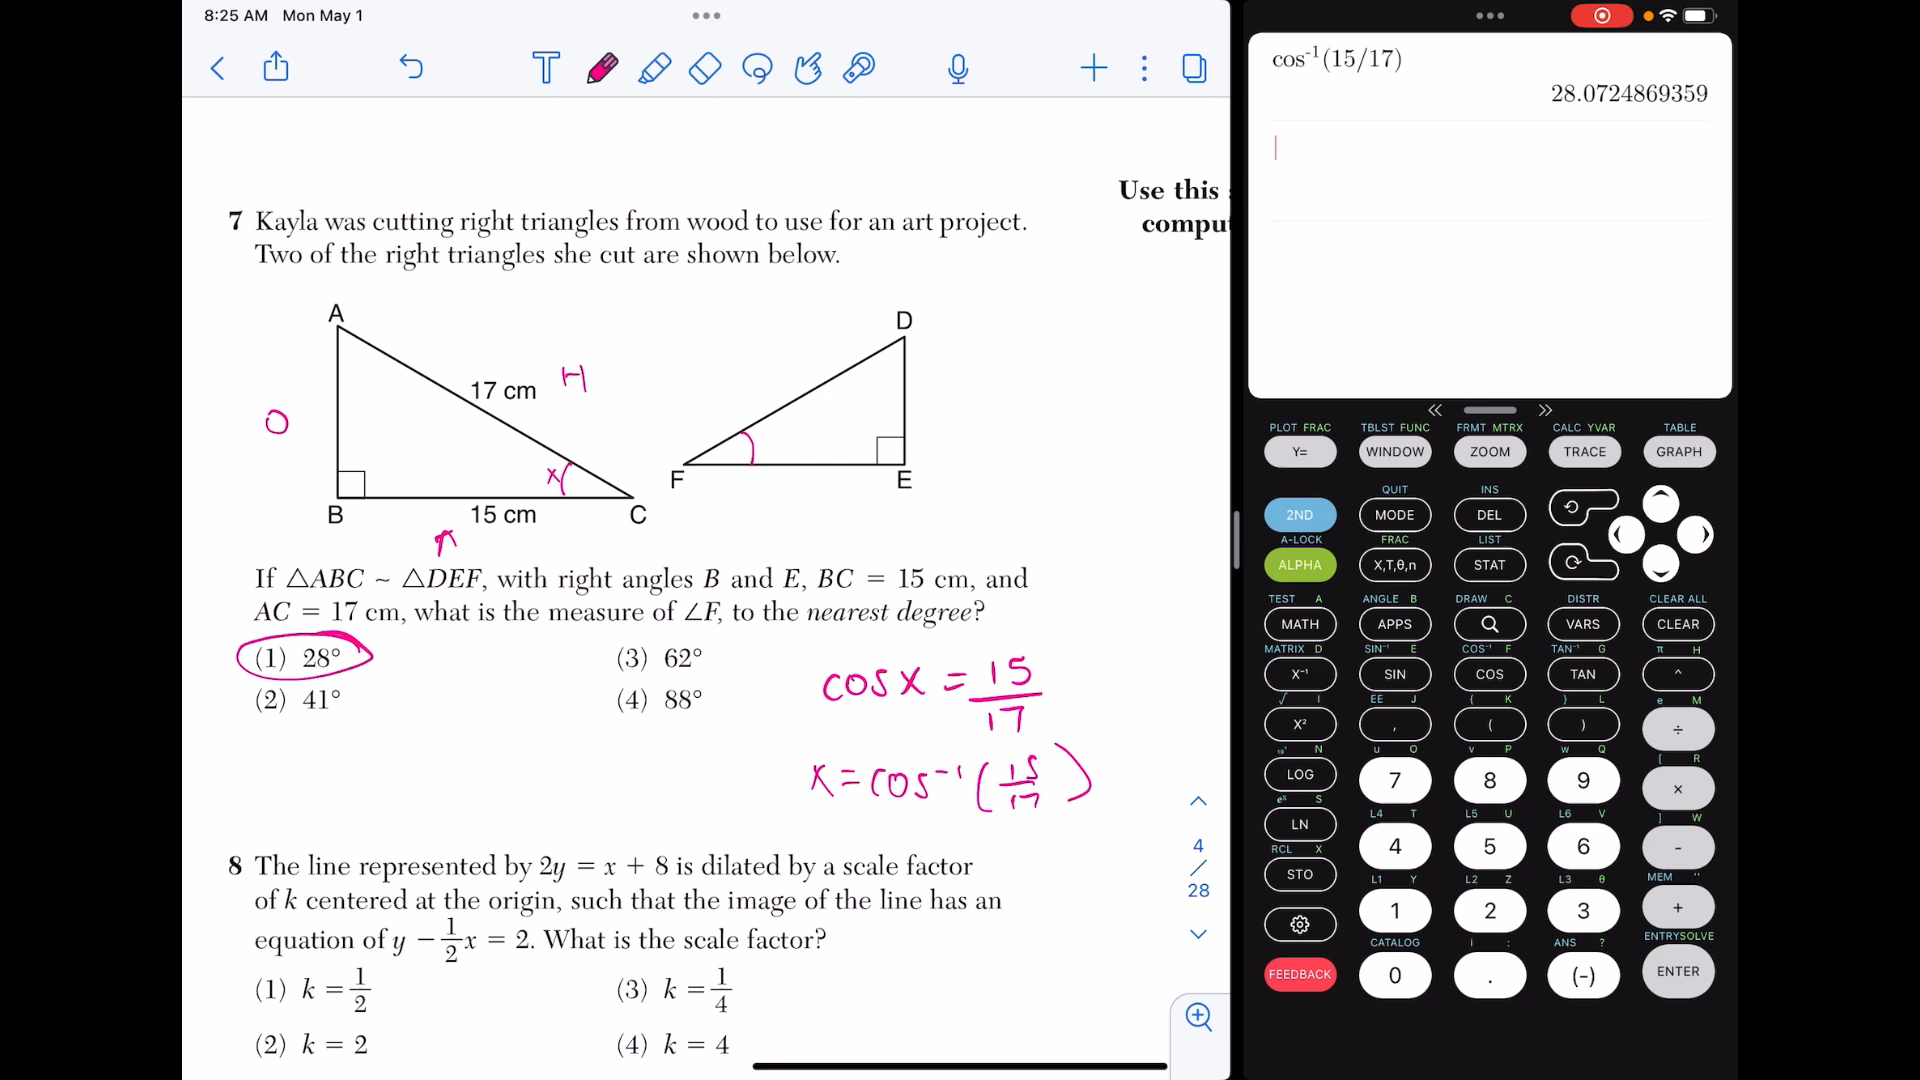 8:25 AM Mon May 1
T
7 Kayla was cutting right triangles from wood to use for an art project.
Two of the right triangles she cut are shown below.
Use this
compu
A
17 cm
H
O
x
B
15 cm
C
A
D
F
E
If △ABC ~ △DEF, with right angles B and E, BC = 15 cm, and
AC = 17 cm, what is the measure of ∠F, to the nearest degree?
(1) 28°
(3) 62°
(2) 41°
(4) 88°
cos x = 15/17
x = cos⁻¹(15/17)
8 The line represented by 2y = x + 8 is dilated by a scale factor
of k centered at the origin, such that the image of the line has an
equation of y − 1/2 x = 2. What is the scale factor?
(1) k = 1/2
(3) k = 1/4
(2) k = 2
(4) k = 4
4
/
28
cos⁻¹(15/17)
28.0724869359
PLOT FRAC TBLST FUNC FRMT MTRX CALC YVAR TABLE
Y= WINDOW ZOOM TRACE GRAPH
QUIT INS
2ND MODE DEL
A-LOCK FRAC LIST
ALPHA X,T,θ,n STAT
TEST A ANGLE B DRAW C DISTR CLEAR ALL
MATH APPS VARS CLEAR
MATRIX D SIN⁻¹ E COS⁻¹ F TAN⁻¹ G π H
X⁻¹ SIN COS TAN ^
√ I EE J { K } L e M
X² , ( ) ÷
10ˣ N u O v P w Q [ R
LOG 7 8 9 ×
eˣ S L4 T L5 U L6 V ] W
LN 4 5 6 -
RCL X L1 Y L2 Z L3 θ MEM "
STO 1 2 3 +
CATALOG i : ANS ? ENTRYSOLVE
FEEDBACK 0 . (−) ENTER